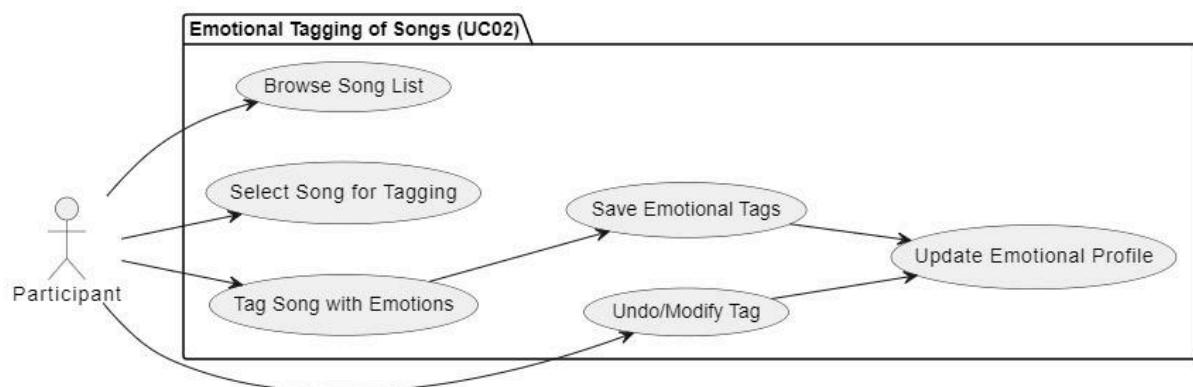 Emotional Tagging of Songs (UC02)
Browse Song List
Select Song for Tagging
Save Emotional Tags
Update Emotional Profile
Participant
Tag Song with Emotions
Undo/Modify Tag